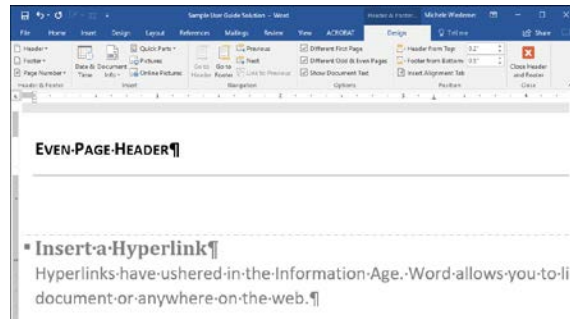 Sample User Guide Solution - Word
Header & Footer...
Michele Wiedemer
File Home Insert Design Layout References Mailings Review View ACROBAT Design Tell me Share
Header Quick Parts Previous Different First Page Header from Top: 0.2"
Footer Pictures Next Different Odd & Even Pages Footer from Bottom: 0.5"
Page Number Date & Time Document Info Online Pictures Go to Header Go to Footer Link to Previous Show Document Text Insert Alignment Tab Close Header and Footer
Header & Footer Insert Navigation Options Position Close
EVEN·PAGE·HEADER¶
Insert·a·Hyperlink¶
Hyperlinks·have·ushered·in·the·Information·Age.·Word·allows·you·to·li
document·or·anywhere·on·the·web.¶